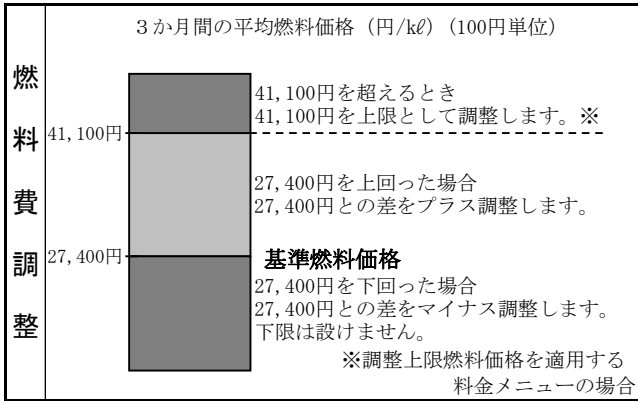 燃料費調整
3か月間の平均燃料価格（円/kℓ）（100円単位）
41,100円を超えるとき
41,100円を上限として調整します。※
41,100円
27,400円を上回った場合
27,400円との差をプラス調整します。
27,400円
基準燃料価格
27,400円を下回った場合
27,400円との差をマイナス調整します。
下限は設けません。
※調整上限燃料価格を適用する
料金メニューの場合